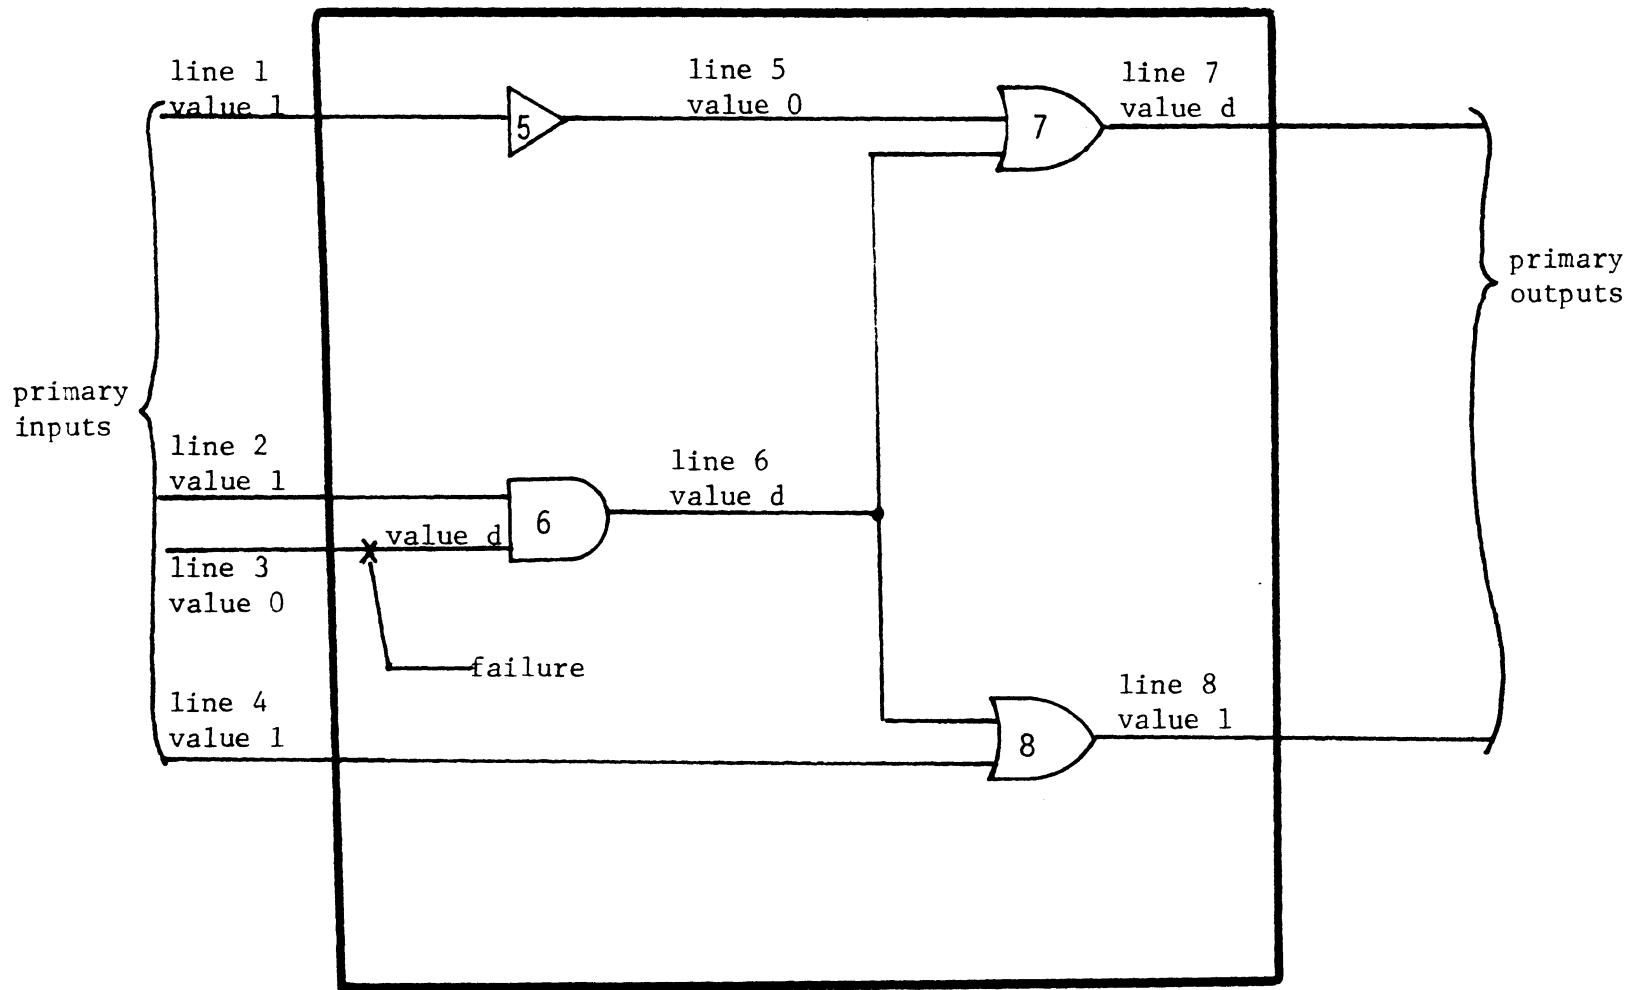 line 1
value 1
5
line 5
value 0
7
line 7
value d
primary
outputs
primary
inputs
line 2
value 1
6
line 6
value d
value d
line 3
value 0
failure
line 4
value 1
8
line 8
value 1